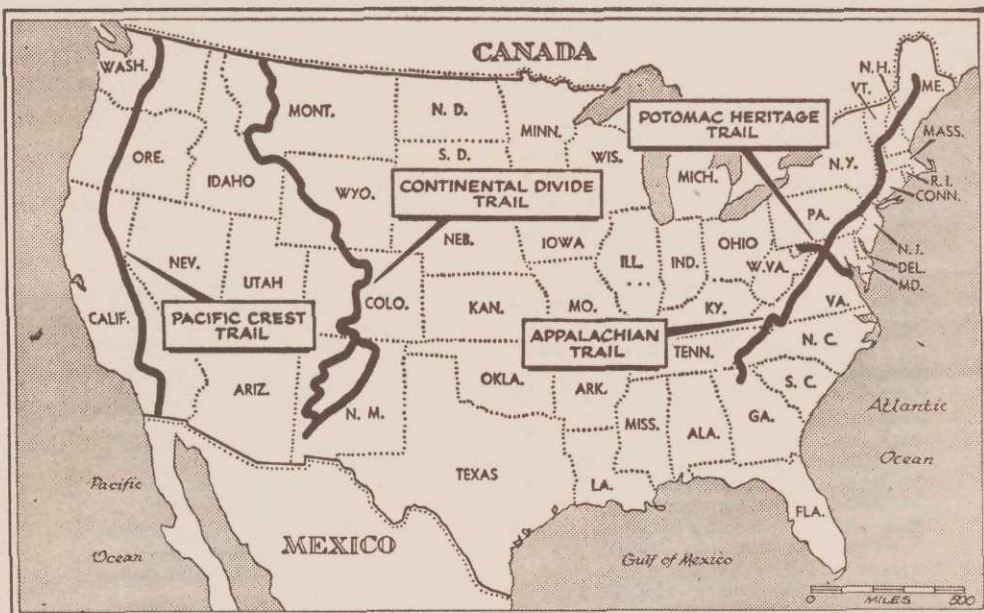 CANADA
WASH.
MONT.
N. D.
MINN.
N.H.
VT.
ME.
POTOMAC HERITAGE
TRAIL
ORE.
IDAHO
S. D.
WIS.
MICH.
N.Y.
MASS.
R. I.
CONN.
WYO.
CONTINENTAL DIVIDE
TRAIL
NEB.
IOWA
PA.
N. J.
DEL.
MD.
NEV.
UTAH
COLO.
KAN.
MO.
ILL.
IND.
OHIO
W.VA.
KY.
VA.
CALIF.
PACIFIC CREST
TRAIL
APPALACHIAN
TRAIL
TENN.
N. C.
S. C.
ARIZ.
N. M.
OKLA.
ARK.
MISS.
ALA.
GA.
Atlantic
Ocean
TEXAS
LA.
FLA.
Pacific
Ocean
MEXICO
Gulf of Mexico
0 MILES 500